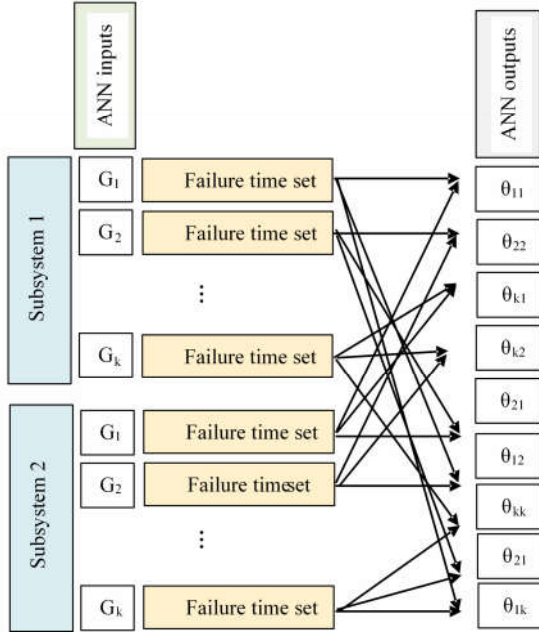 ANN inputs
ANN outputs
Subsystem 1
G1 Failure time set
G2 Failure time set
...
Gk Failure time set
Subsystem 2
G1 Failure time set
G2 Failure timeset
...
Gk Failure time set
θ11
θ22
θk1
θk2
θ21
θ12
θkk
θ21
θ1k